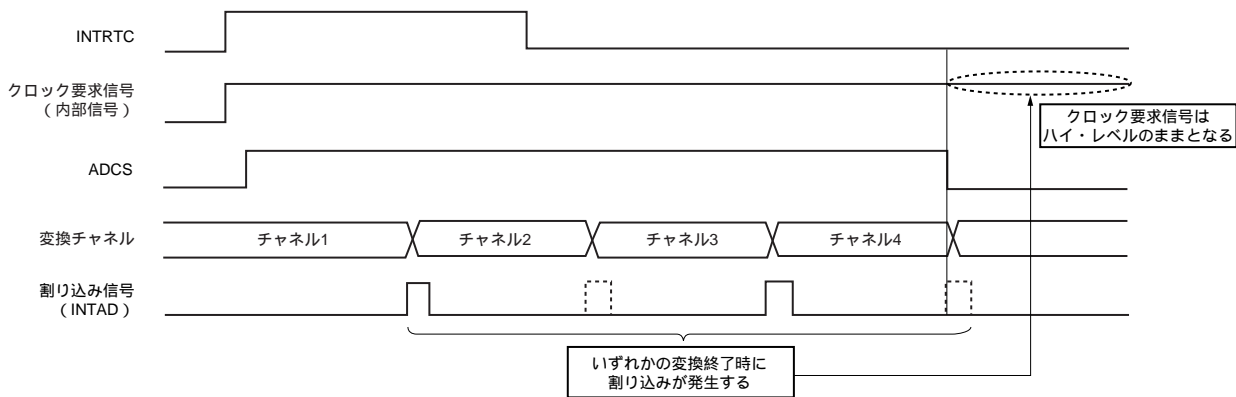 INTRTC
クロック要求信号
(内部信号)
クロック要求信号は
ハイ・レベルのままとなる
ADCS
変換チャネル
チャネル1
チャネル2
チャネル3
チャネル4
割り込み信号
(INTAD)
いずれかの変換終了時に
割り込みが発生する